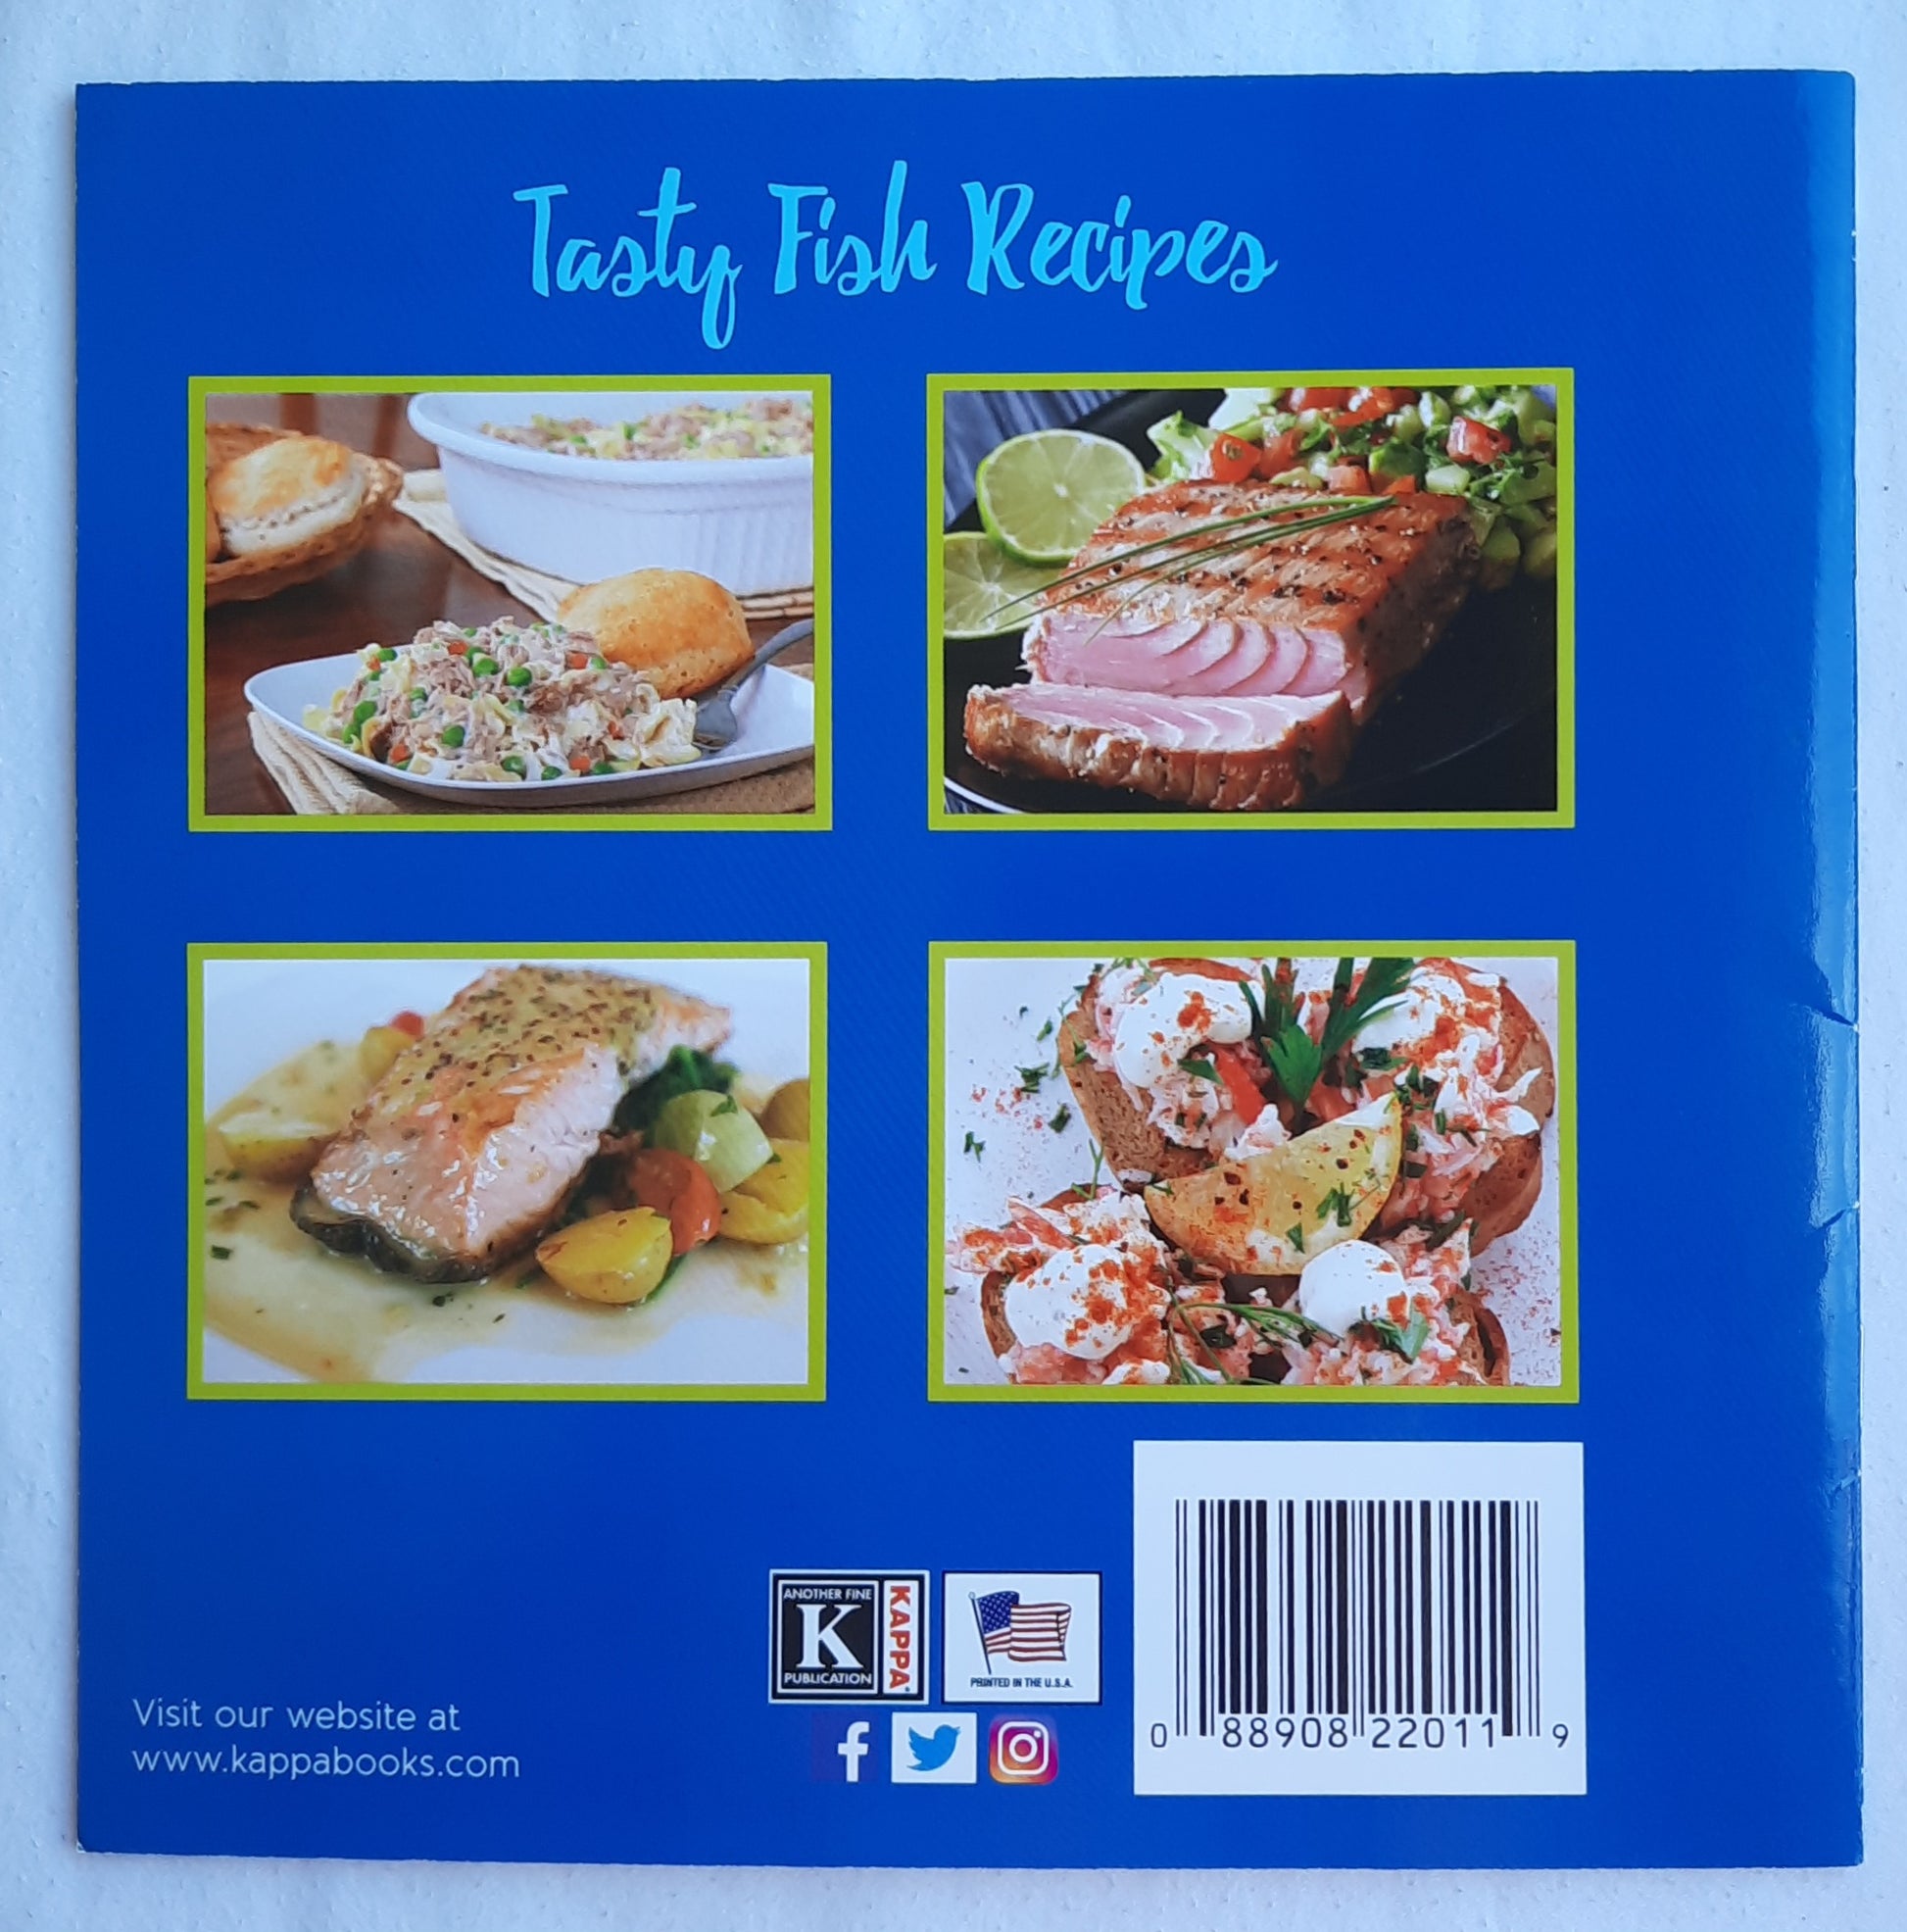 Tasty Fish Recipes
ANOTHER FINE
K
PUBLICATION
KAPPA
PRINTED IN THE U.S.A.
Visit our website at
www.kappabooks.com
f
0 88908 22011 9